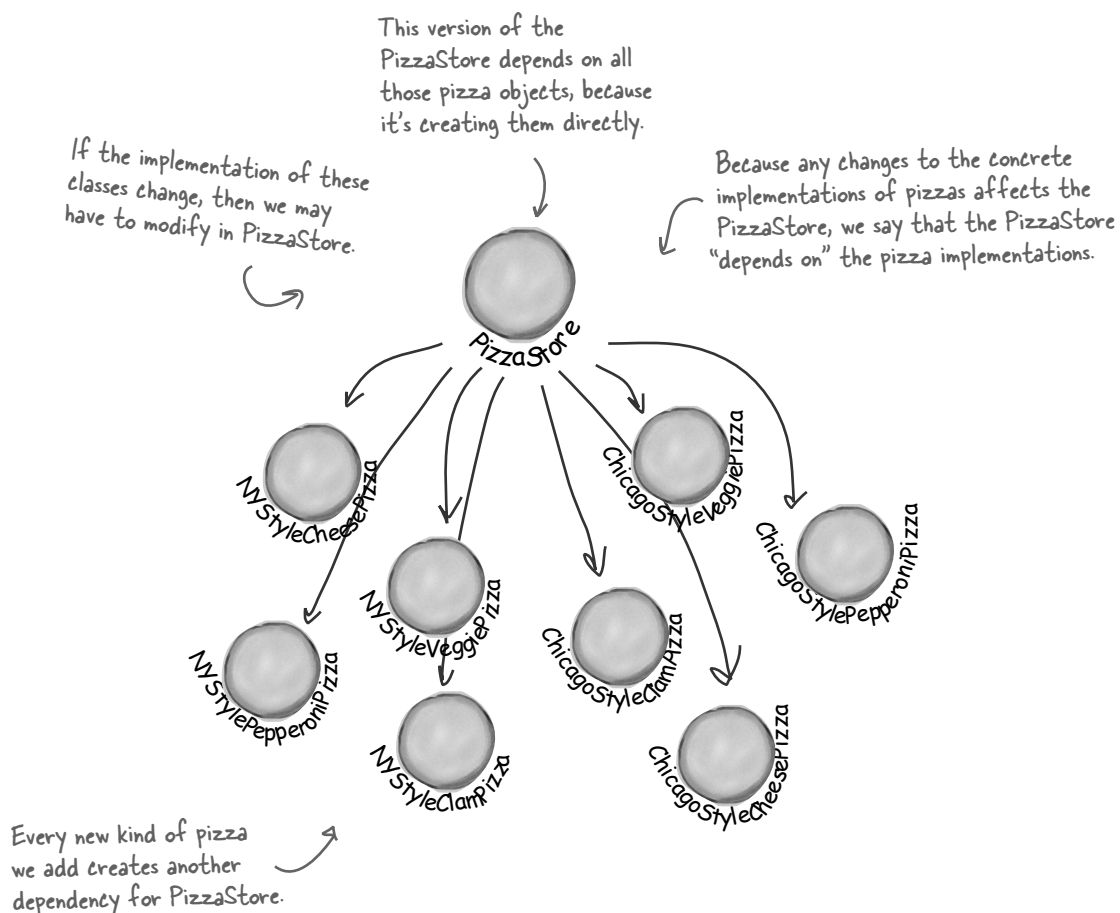 This version of the
PizzaStore depends on all
those pizza objects, because
it's creating them directly.
If the implementation of these
classes change, then we may
have to modify in PizzaStore.
Because any changes to the concrete
implementations of pizzas affects the
PizzaStore, we say that the PizzaStore
“depends on” the pizza implementations.
PizzaStore
NYStyleCheesePizza
ChicagoStyleVeggiePizza
ChicagoStylePepperoniPizza
NYStyleVeggiePizza
ChicagoStyleClamPizza
NYStylePepperoniPizza
NYStyleClamPizza
ChicagoStyleCheesePizza
Every new kind of pizza
we add creates another
dependency for PizzaStore.